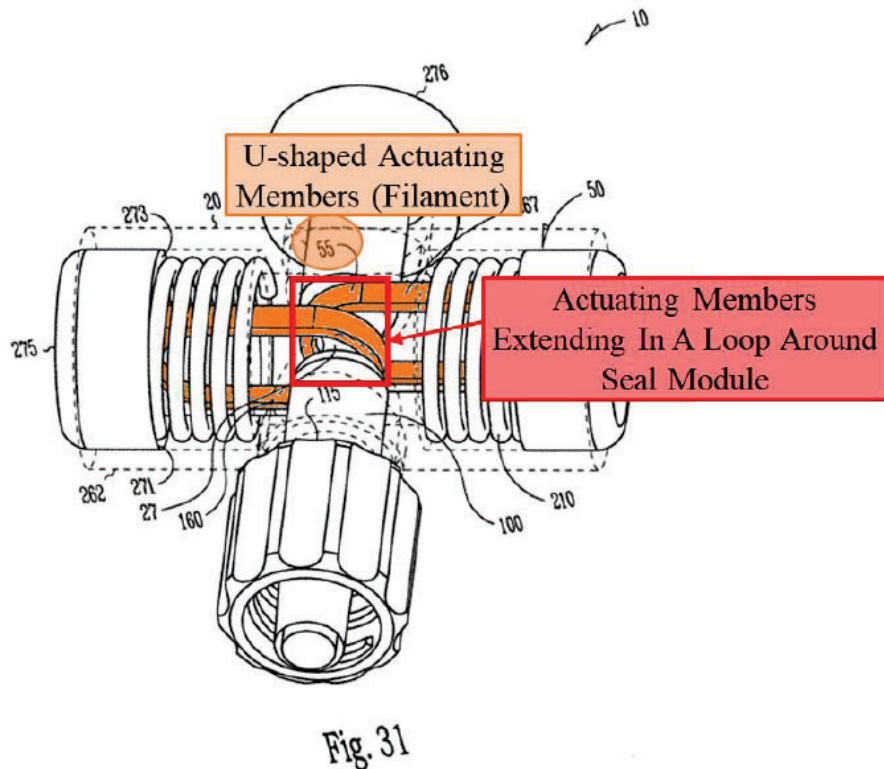 10
276
U-shaped Actuating
Members (Filament)
20
267
50
273
55
Actuating Members
Extending In A Loop Around
Seal Module
275
115
262
271
27
160
100
210
Fig. 31